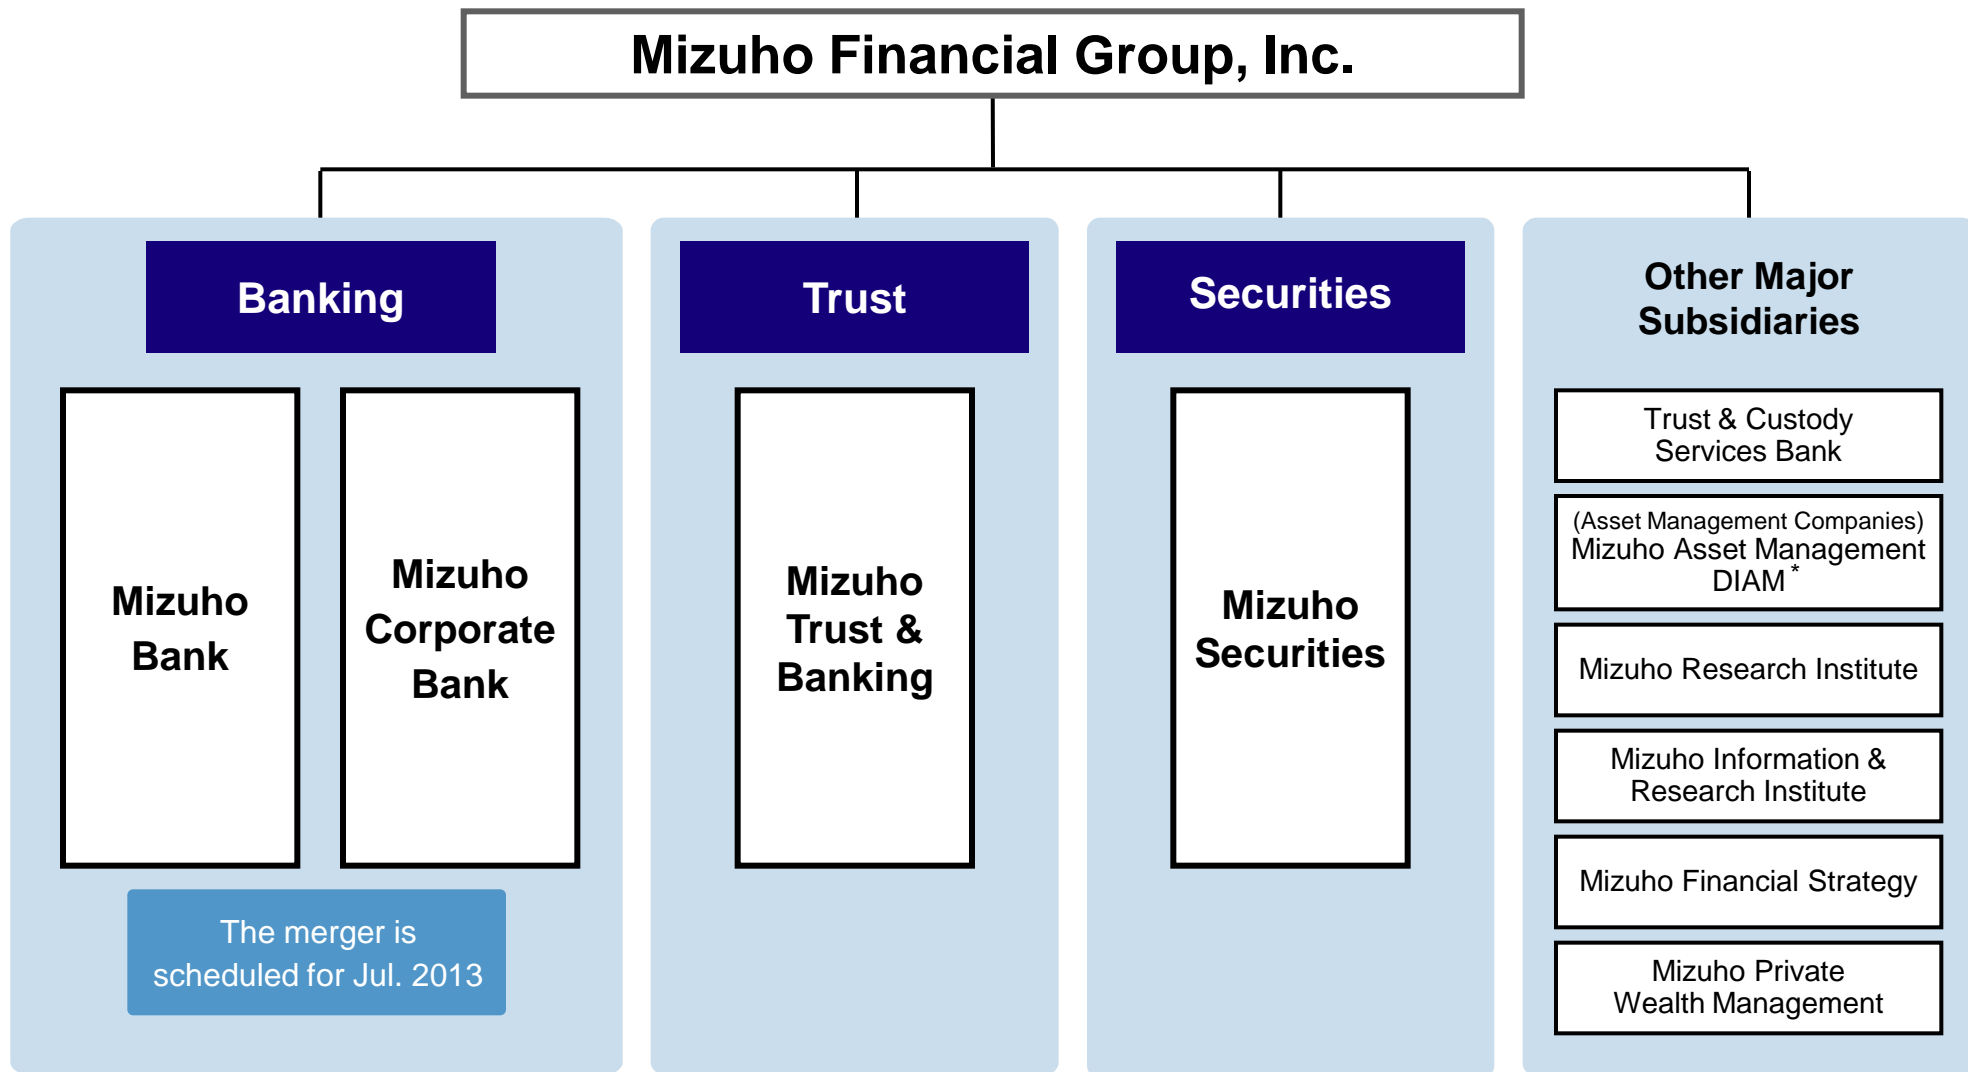 Mizuho Financial Group, Inc.
Banking
Mizuho
Bank
Mizuho
Corporate
Bank
The merger is
scheduled for Jul. 2013
Trust
Mizuho
Trust &
Banking
Securities
Mizuho
Securities
Other Major
Subsidiaries
Trust & Custody
Services Bank
(Asset Management Companies)
Mizuho Asset Management
DIAM*
Mizuho Research Institute
Mizuho Information &
Research Institute
Mizuho Financial Strategy
Mizuho Private
Wealth Management